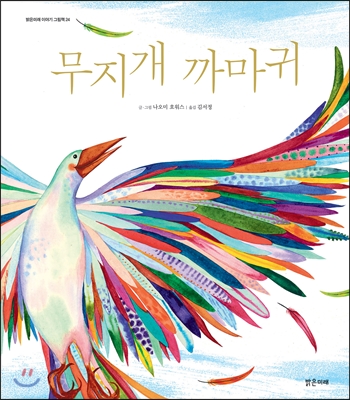 밝은미래 이야기 그림책 24
무지개 까마귀
글·그림 나오미 호워스 | 옮김 김서정
밝은미래